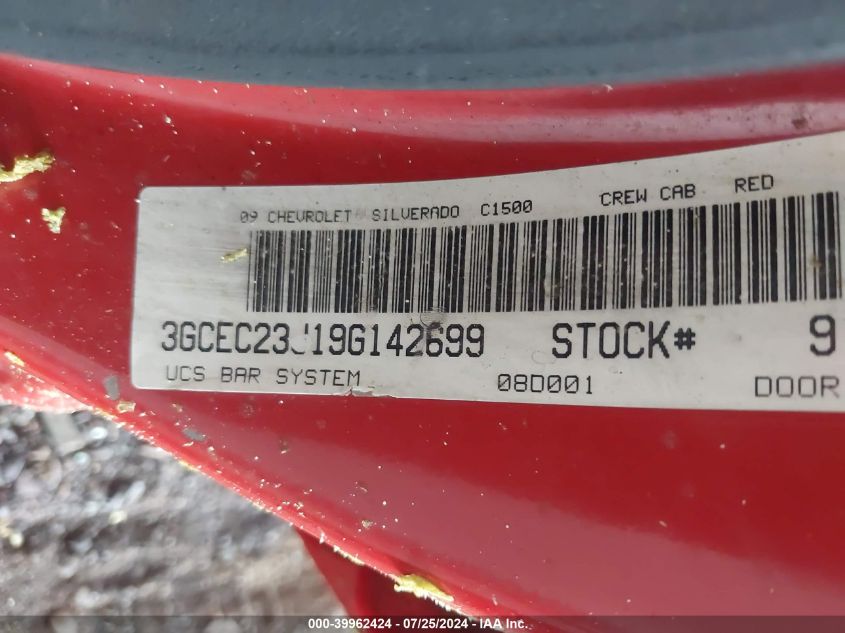 09 CHEVROLET SILVERADO C1500 CREW CAB RED
3GCEC23J19G142699 STOCK# 9
UCS BAR SYSTEM 08D001 DOOR
000-39962424 - 07/25/2024 - IAA Inc.